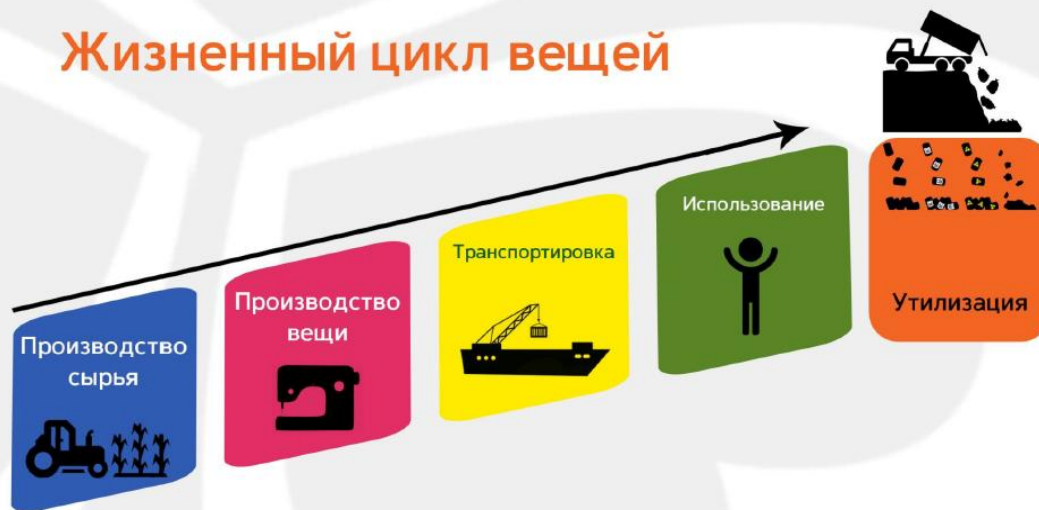 Жизненный цикл вещей
Производство
сырья
Производство
вещи
Транспортировка
Использование
Утилизация